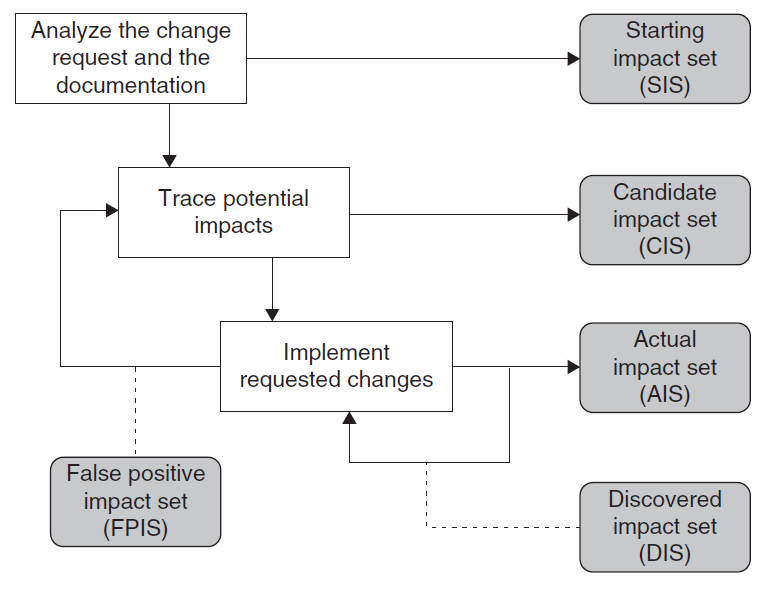 Analyze the change
request and the
documentation
Starting
impact set
(SIS)
Trace potential
impacts
Candidate
impact set
(CIS)
Implement
requested changes
Actual
impact set
(AIS)
False positive
impact set
(FPIS)
Discovered
impact set
(DIS)